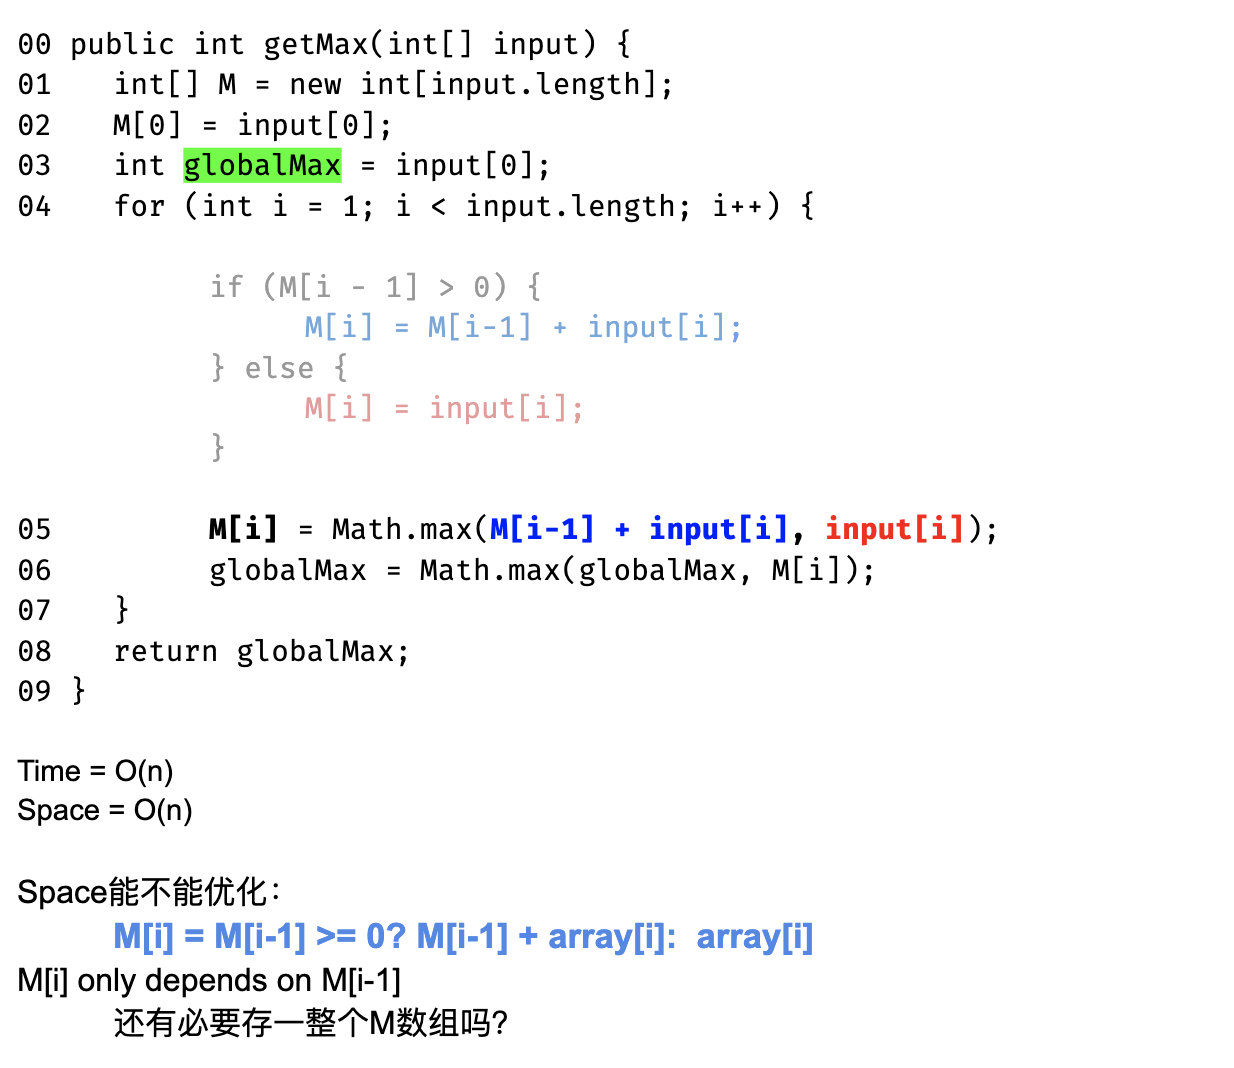 00 public int getMax(int[] input) {
01 int[] M = new int[input.length];
02 M[0] = input[0];
03 int globalMax = input[0];
04 for (int i = 1; i < input.length; i++) {
if (M[i - 1] > 0) {
M[i] = M[i-1] + input[i];
} else {
M[i] = input[i];
}
05 M[i] = Math.max(M[i-1] + input[i], input[i]);
06 globalMax = Math.max(globalMax, M[i]);
07 }
08 return globalMax;
09 }
Time = O(n)
Space = O(n)
Space能不能优化：
M[i] = M[i-1] >= 0? M[i-1] + array[i]: array[i]
M[i] only depends on M[i-1]
还有必要存一整个M数组吗?